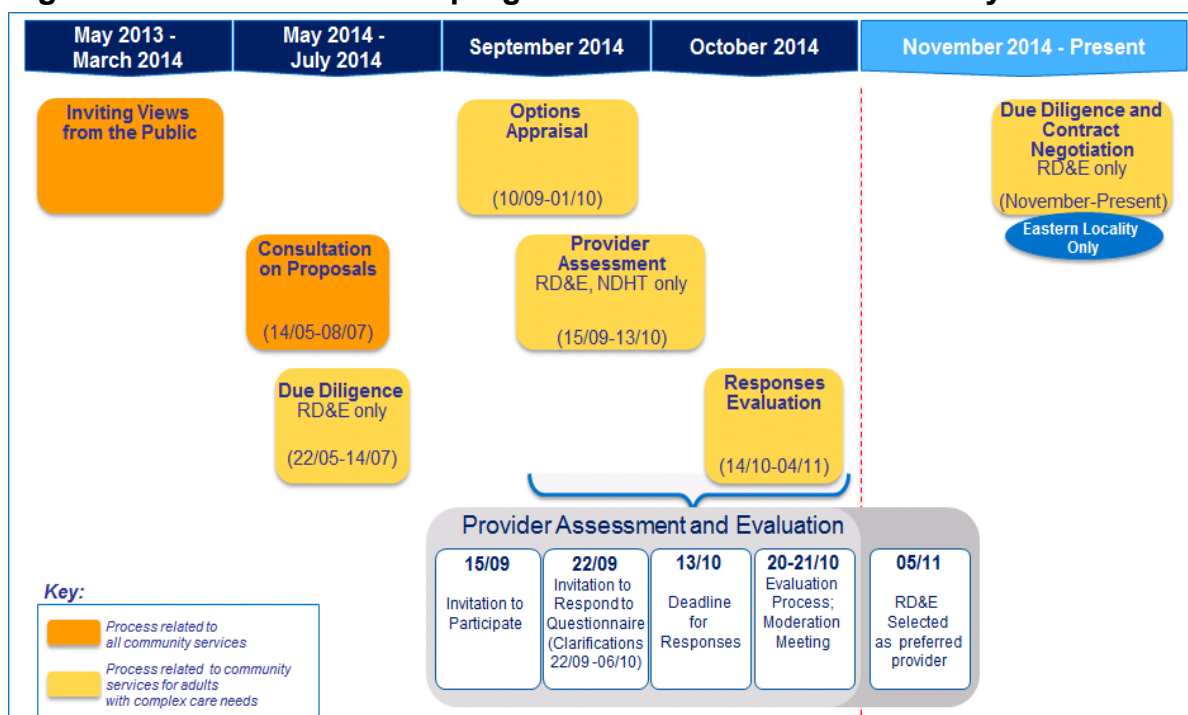 May 2013 -
March 2014
May 2014 -
July 2014
September 2014
October 2014
November 2014 - Present
Inviting Views
from the Public
Options
Appraisal
(10/09-01/10)
Due Diligence and
Contract
Negotiation
RD&E only
(November-Present)
Eastern Locality
Only
Consultation
on Proposals
(14/05-08/07)
Provider
Assessment
RD&E, NDHT only
(15/09-13/10)
Due Diligence
RD&E only
(22/05-14/07)
Responses
Evaluation
(14/10-04/11)
Provider Assessment and Evaluation
15/09
Invitation to
Participate
22/09
Invitation to
Respond to
Questionnaire
(Clarifications
22/09 -06/10)
13/10
Deadline
for
Responses
20-21/10
Evaluation
Process;
Moderation
Meeting
05/11
RD&E
Selected
as preferred
provider
Key:
Process related to
all community services
Process related to community
services for adults
with complex care needs